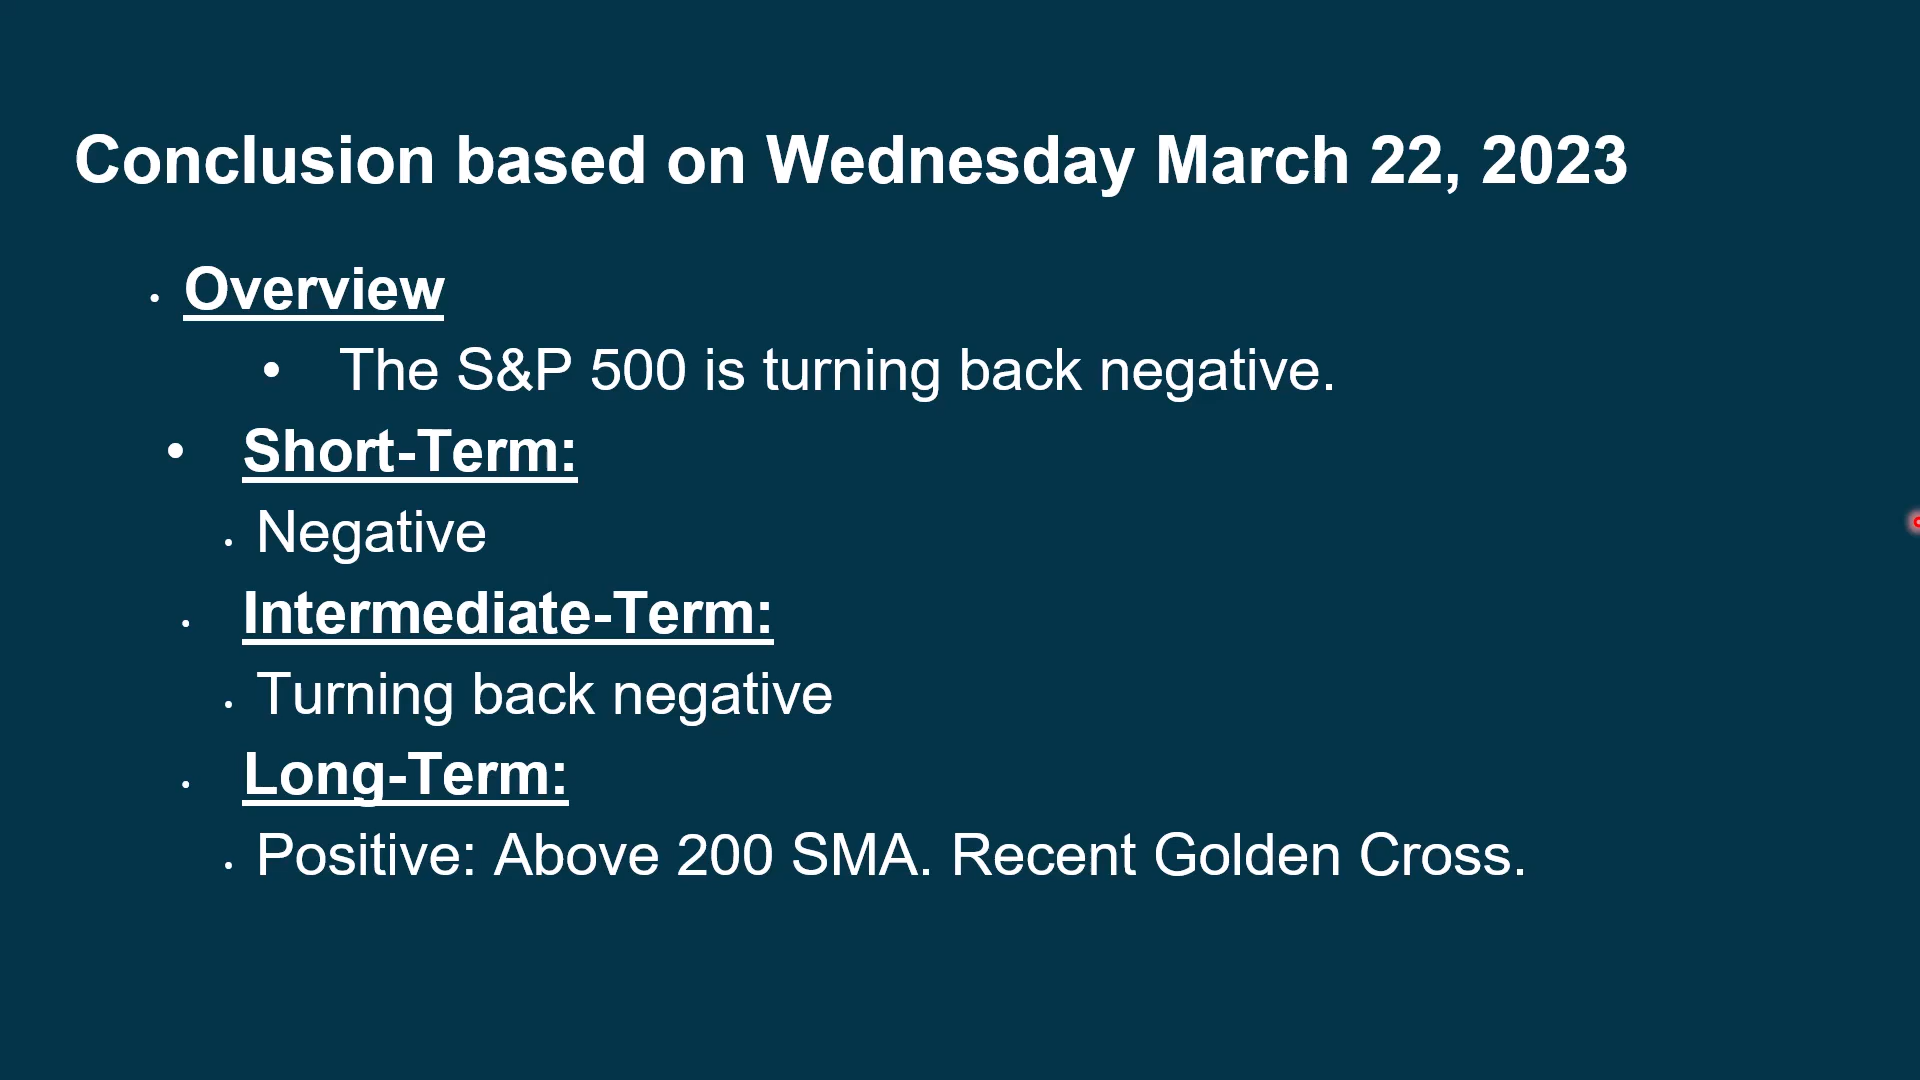 Conclusion based on Wednesday March 22, 2023
• Overview
• The S&P 500 is turning back negative.
• Short-Term:
• Negative
• Intermediate-Term:
• Turning back negative
• Long-Term:
• Positive: Above 200 SMA. Recent Golden Cross.